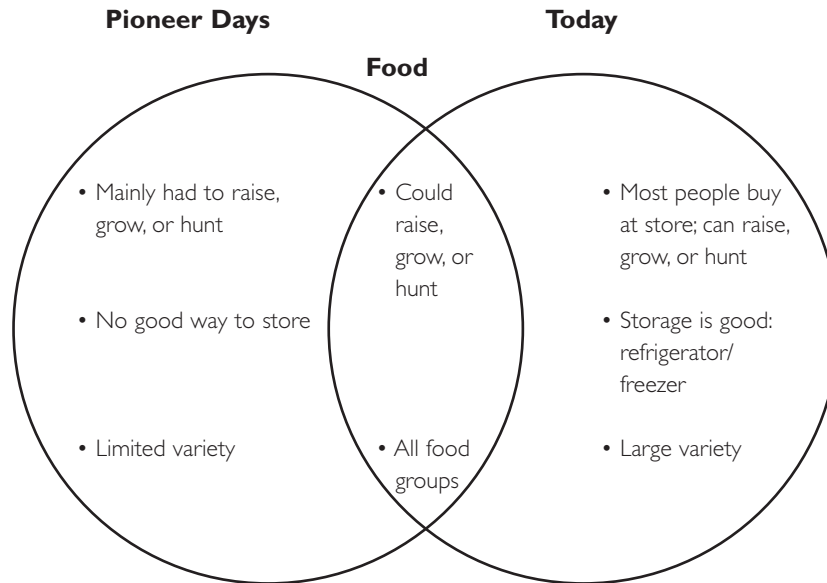 Pioneer Days
Today
Food
• Mainly had to raise,
grow, or hunt
• No good way to store
• Limited variety
• Could
raise,
grow, or
hunt
• All food
groups
• Most people buy
at store; can raise,
grow, or hunt
• Storage is good:
refrigerator/
freezer
• Large variety